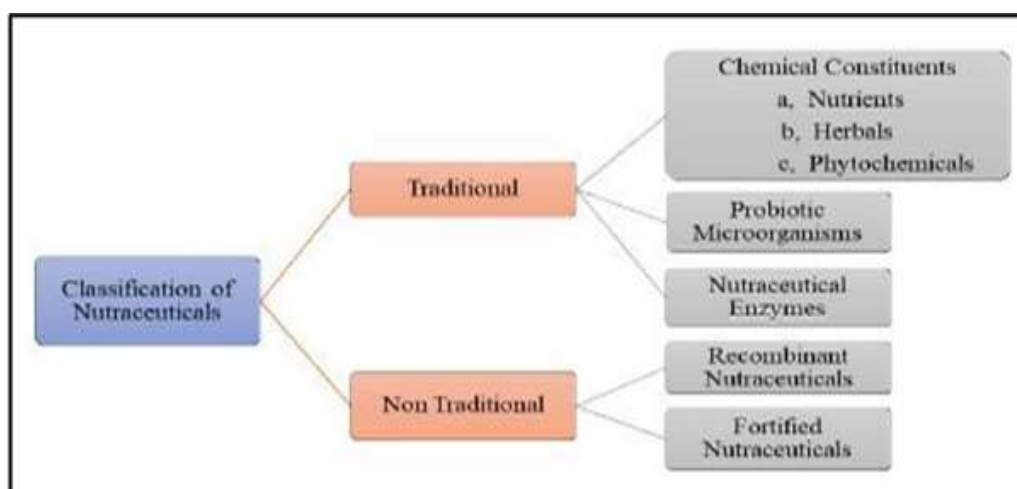 Classification of
Nutraceuticals
Traditional
Chemical Constituents
a, Nutrients
b, Herbals
c, Phytochemicals
Probiotic
Microorganisms
Nutraceutical
Enzymes
Non Traditional
Recombinant
Nutraceuticals
Fortified
Nutraceuticals